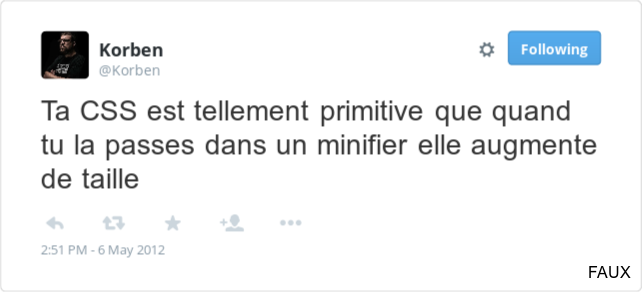 Korben
@Korben
Following
Ta CSS est tellement primitive que quand
tu la passes dans un minifier elle augmente
de taille
2:51 PM - 6 May 2012
FAUX